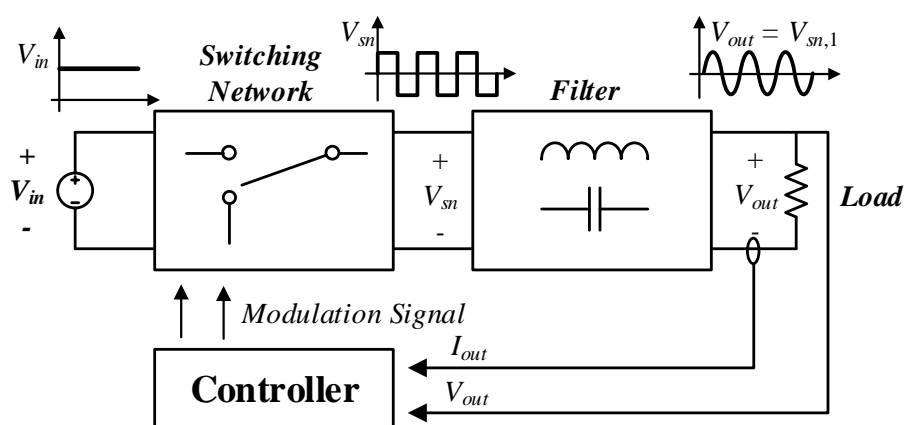 V_in
Switching
Network
V_sn
Filter
V_out = V_sn,1
+
V_in
-
+
-
+
V_sn
-
+
V_out
-
Load
Modulation Signal
Controller
I_out
V_out